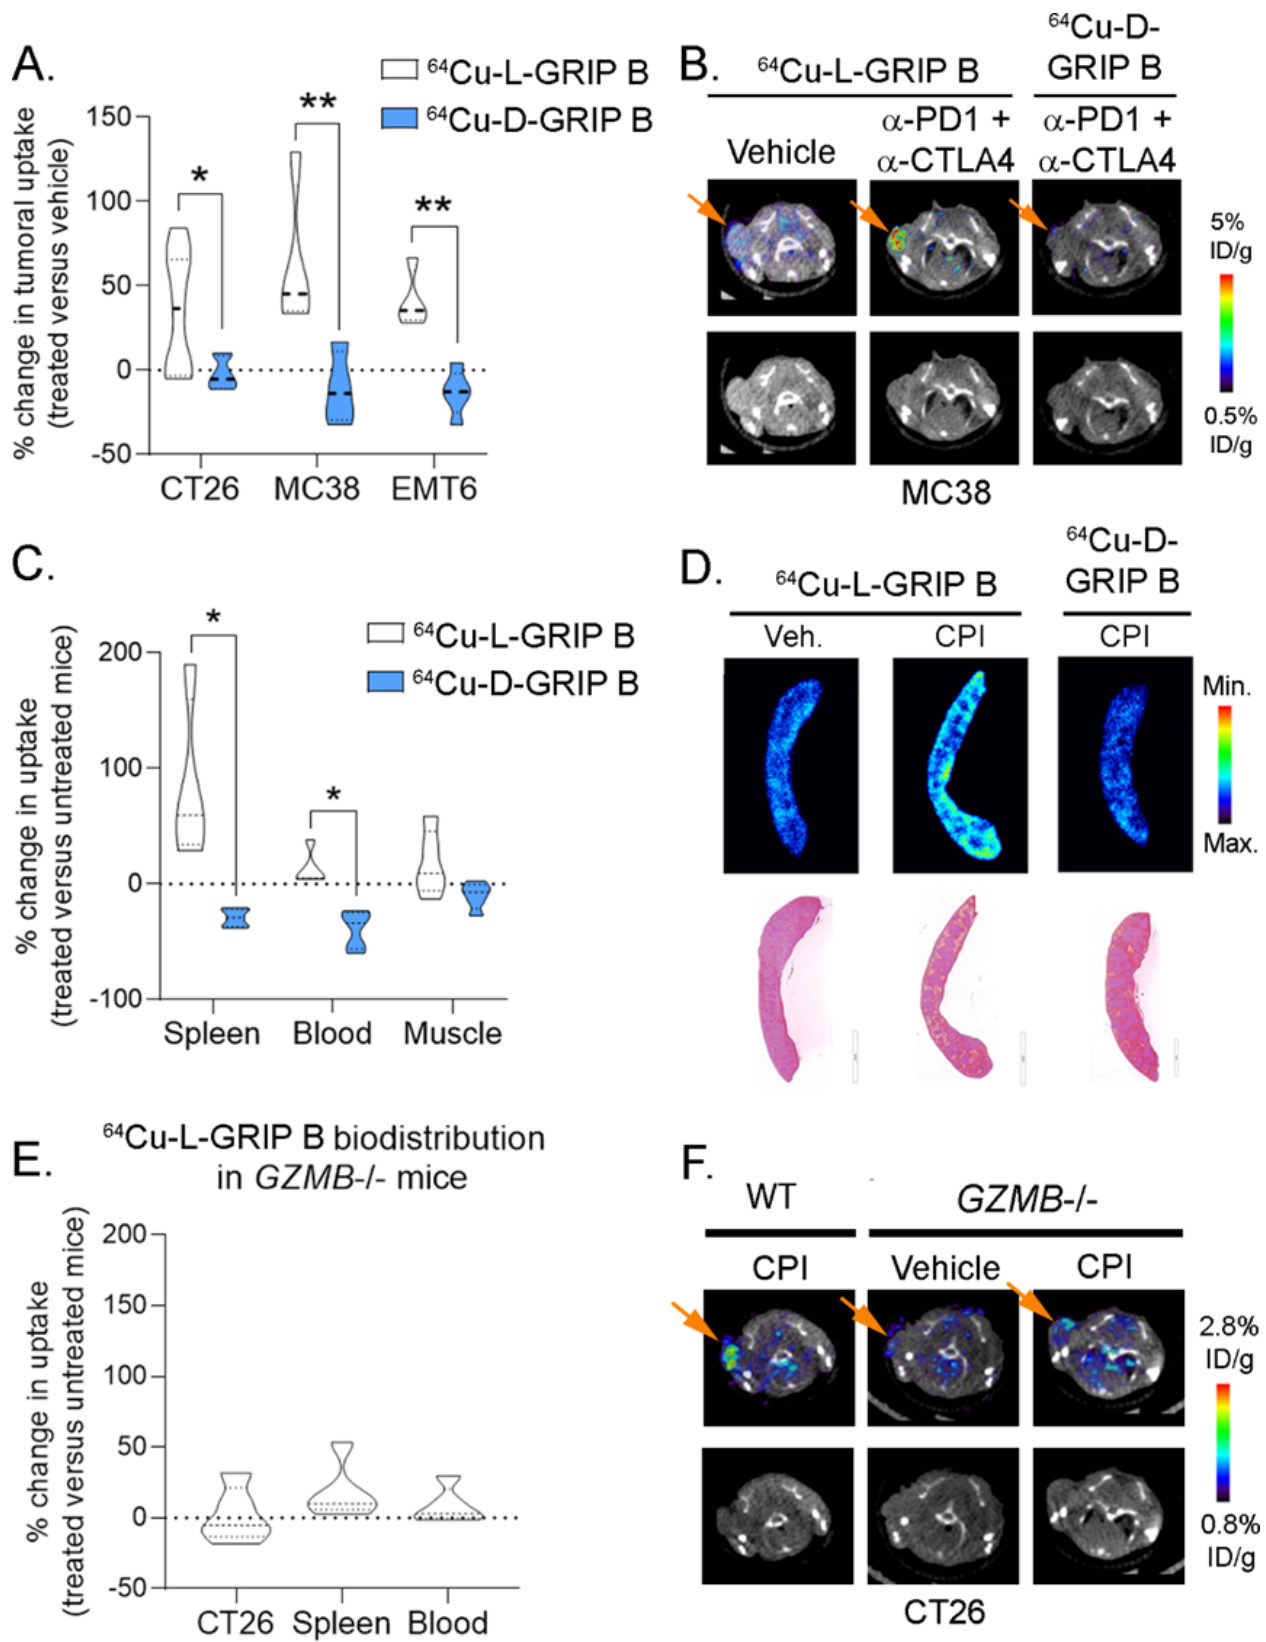 A.
64Cu-L-GRIP B
64Cu-D-GRIP B
% change in tumoral uptake
(treated versus vehicle)
150
100
50
0
-50
*
**
**
CT26 MC38 EMT6
B.
64Cu-L-GRIP B
64Cu-D-
GRIP B
Vehicle
α-PD1 +
α-CTLA4
α-PD1 +
α-CTLA4
5%
ID/g
0.5%
ID/g
MC38
C.
64Cu-L-GRIP B
64Cu-D-GRIP B
% change in uptake
(treated versus untreated mice)
200
100
0
-100
*
*
Spleen Blood Muscle
D.
64Cu-L-GRIP B
64Cu-D-
GRIP B
Veh.
CPI
CPI
Min.
Max.
E.
64Cu-L-GRIP B biodistribution
in GZMB-/- mice
% change in uptake
(treated versus untreated mice)
200
150
100
50
0
-50
CT26 Spleen Blood
F.
WT
GZMB-/-
CPI
Vehicle
CPI
2.8%
ID/g
0.8%
ID/g
CT26